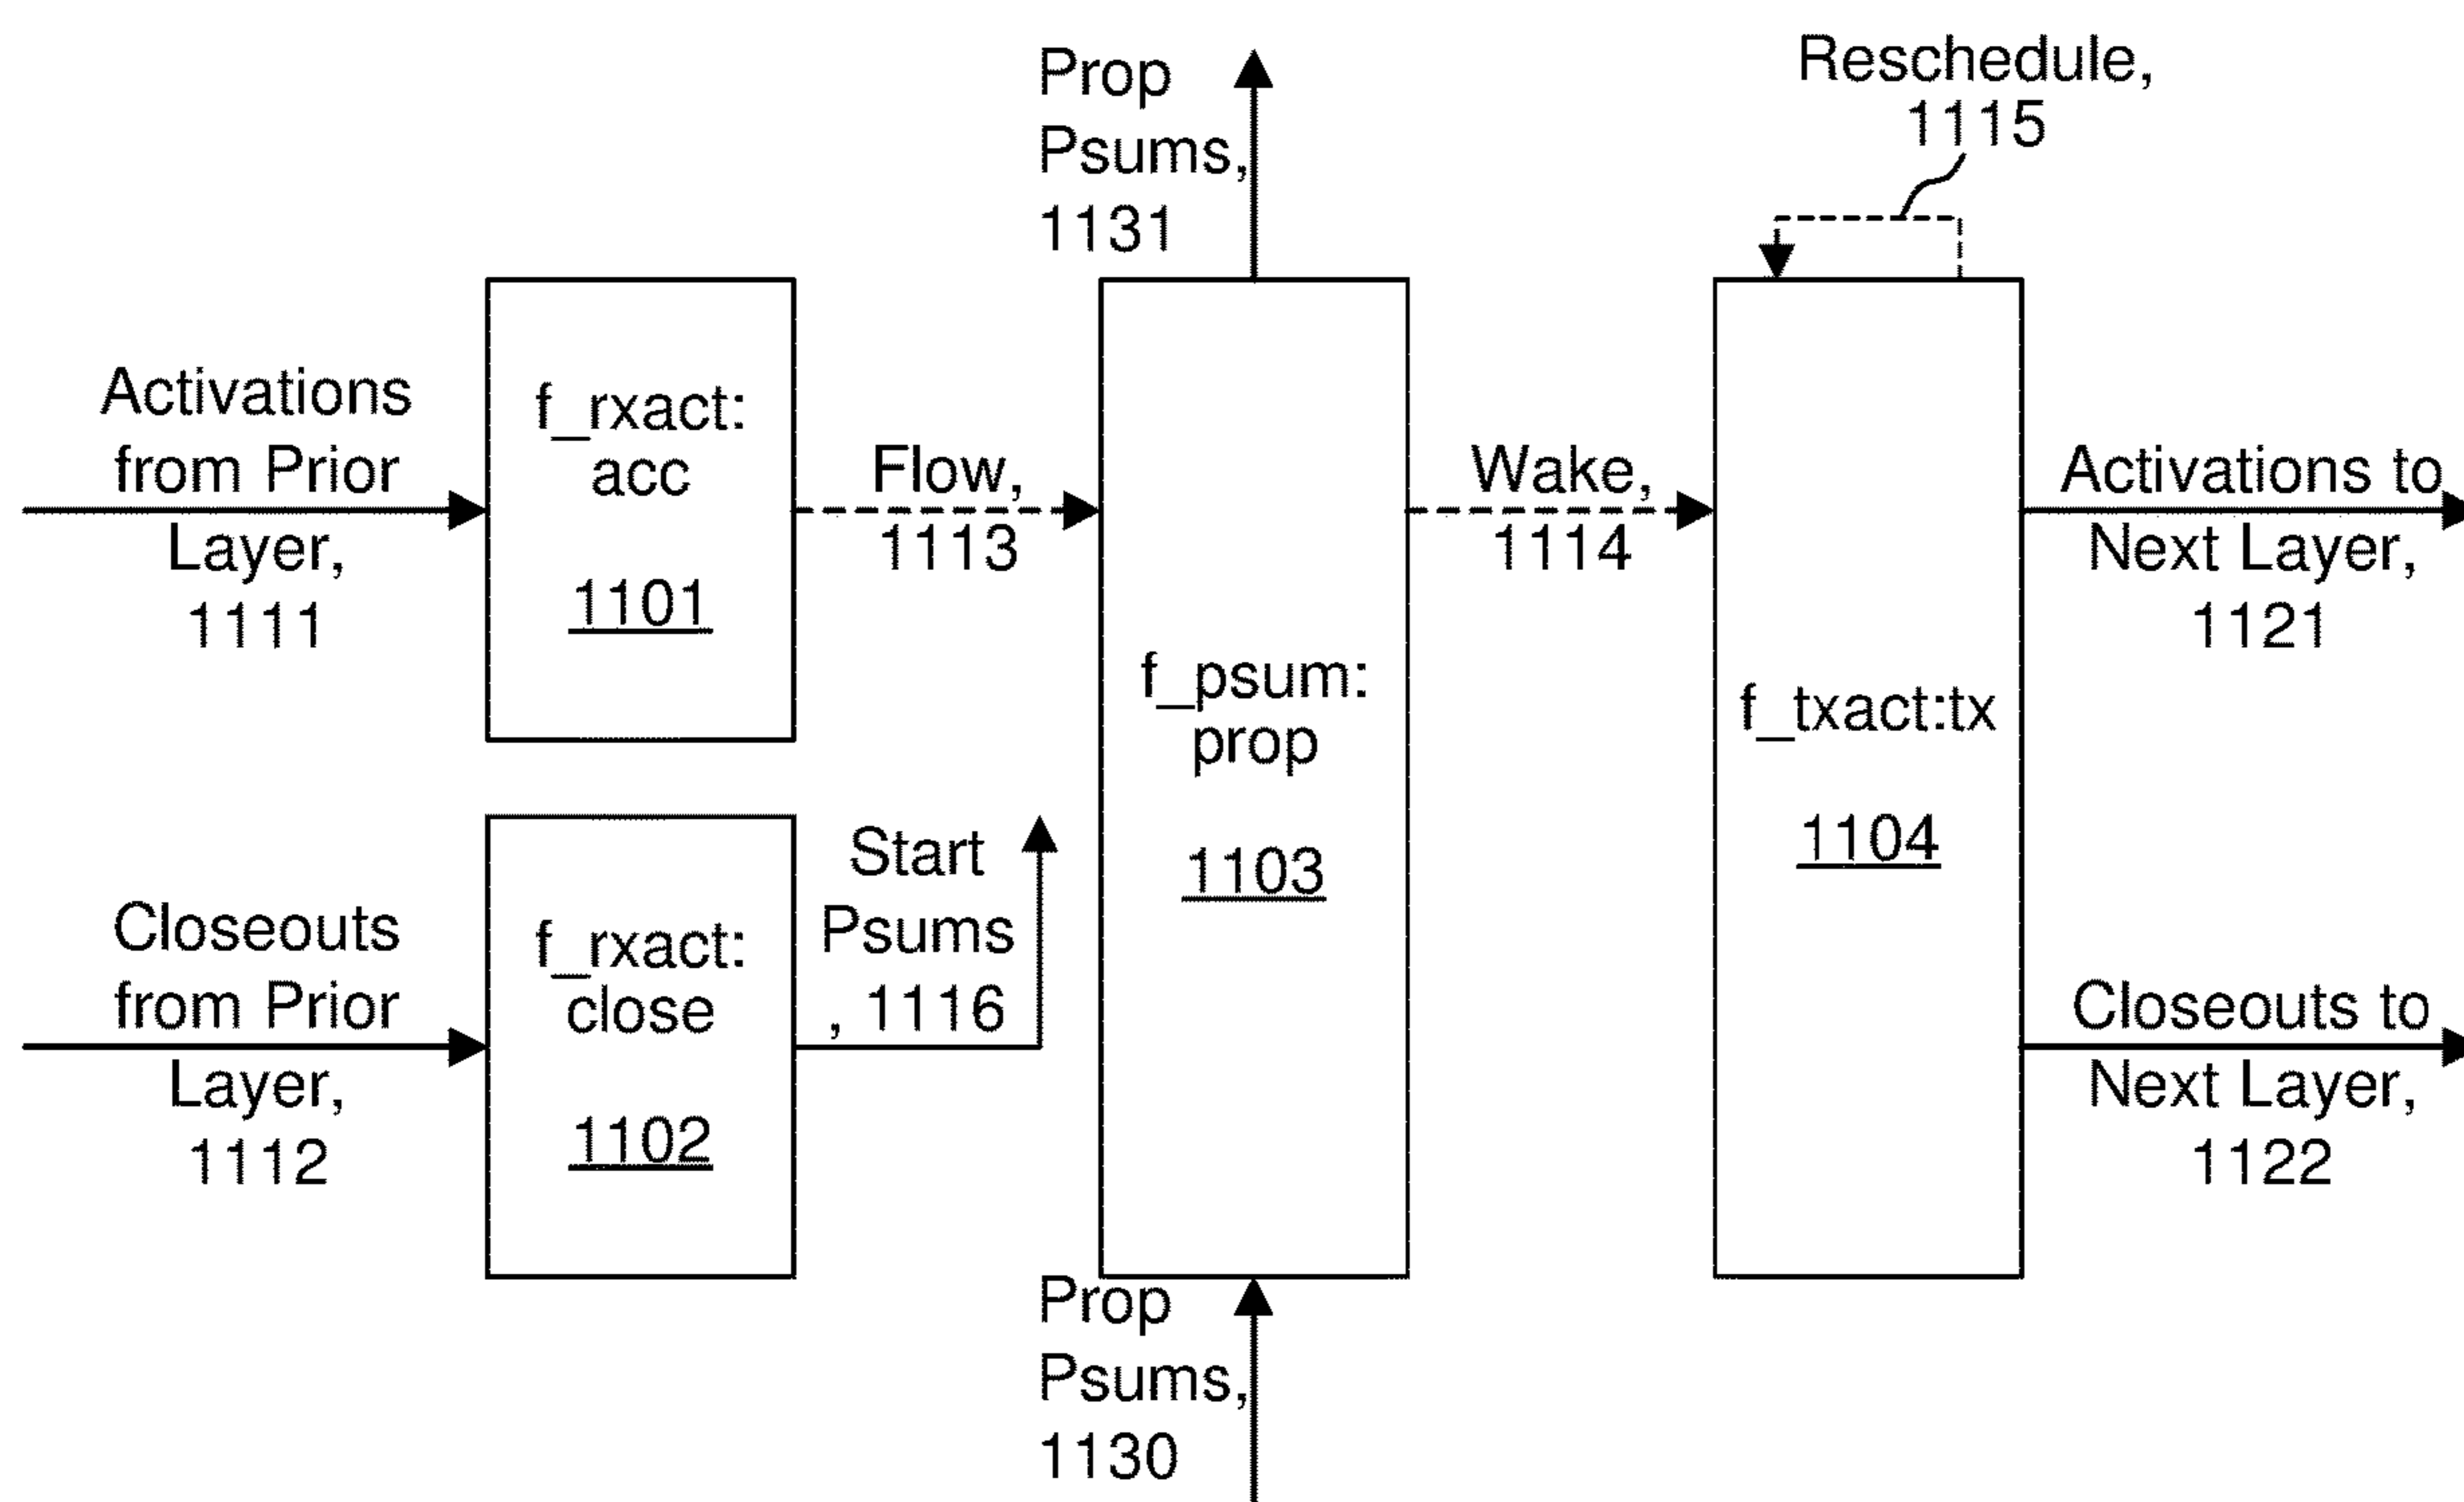 Prop
Psums,
1131
Reschedule,
1115
Activations
from Prior
Layer,
1111
f_rxact:
acc
1101
Flow,
1113
f_psum:
prop
1103
Wake,
1114
f_txact:tx
1104
Activations to
Next Layer,
1121
Closeouts
from Prior
Layer,
1112
f_rxact:
close
1102
Start
Psums
, 1116
Closeouts to
Next Layer,
1122
Prop
Psums,
1130